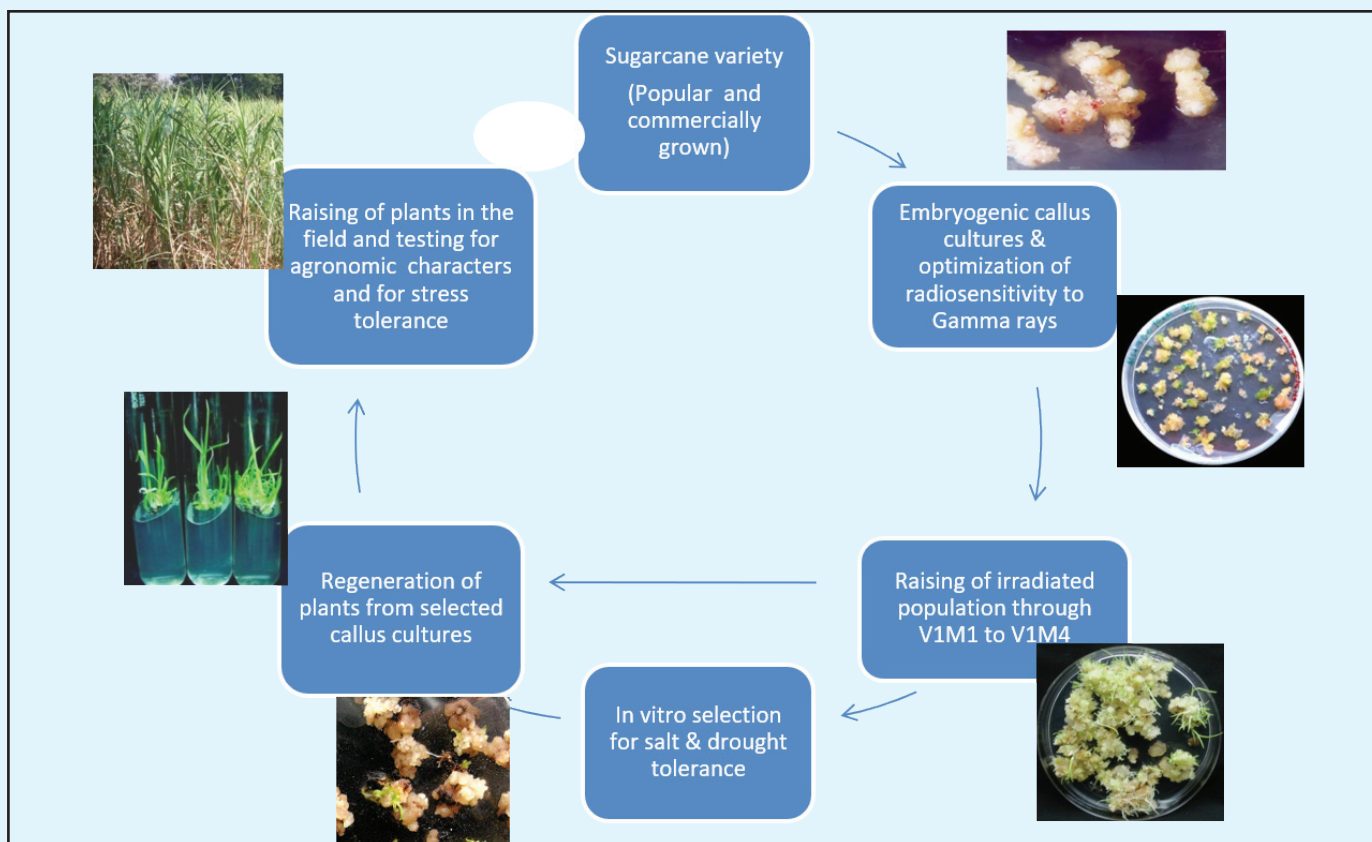 Sugarcane variety
(Popular and
commercially
grown)
Embryogenic callus
cultures &
optimization of
radiosensitivity to
Gamma rays
Raising of irradiated
population through
V1M1 to V1M4
In vitro selection
for salt & drought
tolerance
Regeneration of
plants from selected
callus cultures
Raising of plants in the
field and testing for
agronomic characters
and for stress
tolerance